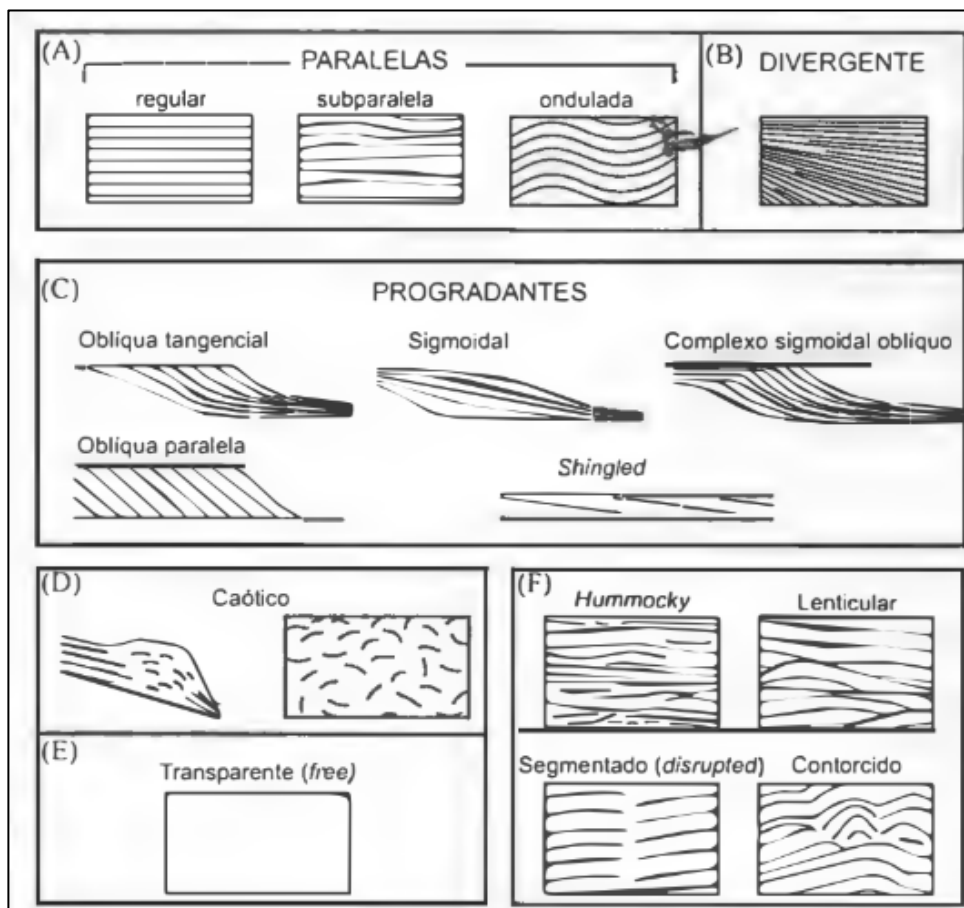 (A)
PARALELAS
regular
subparalela
ondulada
(B)
DIVERGENTE
(C)
PROGRADANTES
Oblíqua tangencial
Sigmoidal
Complexo sigmoidal oblíquo
Oblíqua paralela
Shingled
(D)
Caótico
(E)
Transparente (free)
(F)
Hummocky
Lenticular
Segmentado (disrupted)
Contorcido